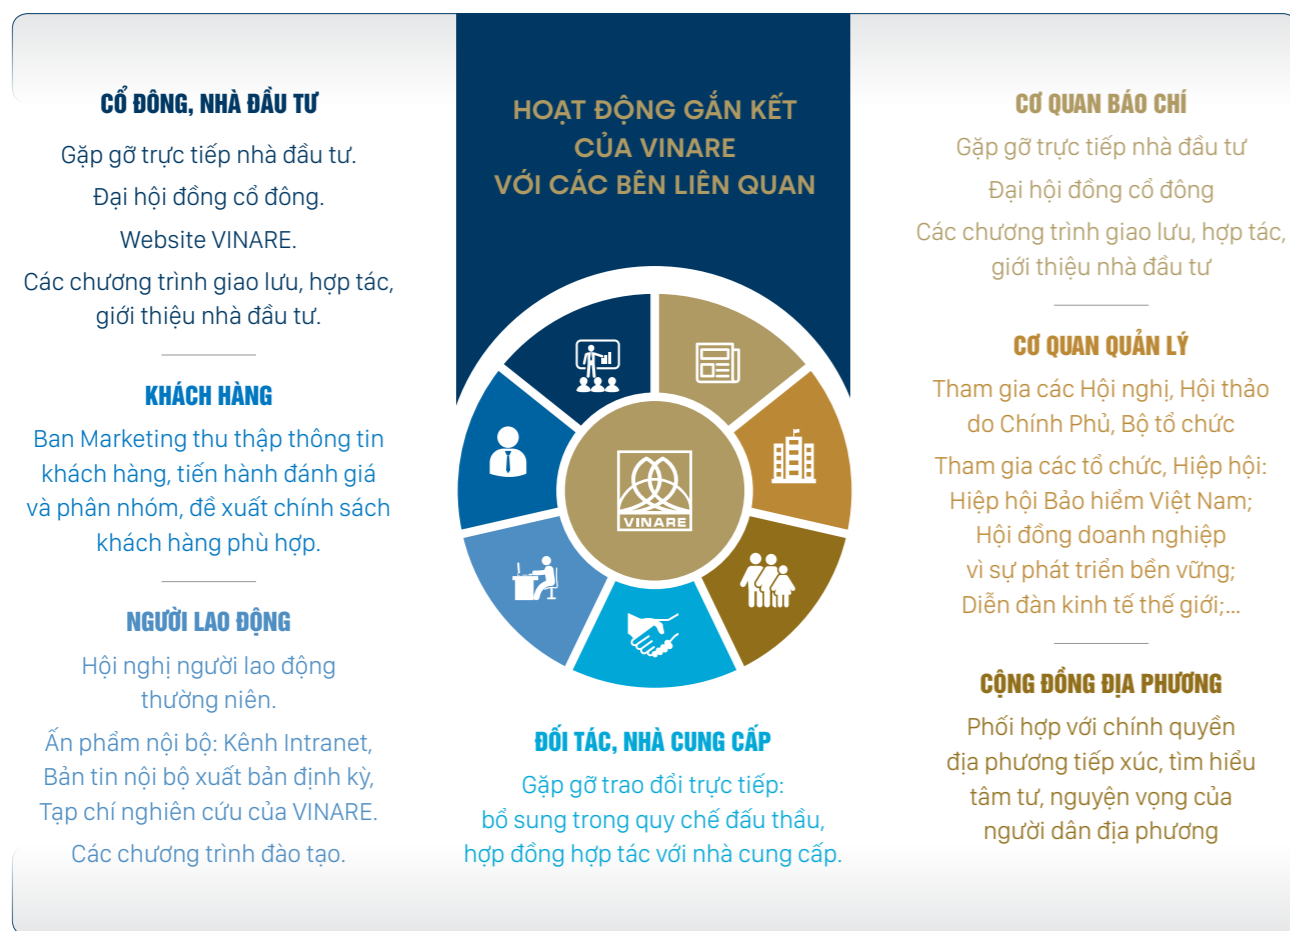 HOẠT ĐỘNG GẮN KẾT
CỦA VINARE
VỚI CÁC BÊN LIÊN QUAN
CỔ ĐÔNG, NHÀ ĐẦU TƯ
Gặp gỡ trực tiếp nhà đầu tư.
Đại hội đồng cổ đông.
Website VINARE.
Các chương trình giao lưu, hợp tác,
giới thiệu nhà đầu tư.
KHÁCH HÀNG
Ban Marketing thu thập thông tin
khách hàng, tiến hành đánh giá
và phân nhóm, đề xuất chính sách
khách hàng phù hợp.
NGƯỜI LAO ĐỘNG
Hội nghị người lao động
thường niên.
Ấn phẩm nội bộ: Kênh Intranet,
Bản tin nội bộ xuất bản định kỳ,
Tạp chí nghiên cứu của VINARE.
Các chương trình đào tạo.
VINARE
ĐỐI TÁC, NHÀ CUNG CẤP
Gặp gỡ trao đổi trực tiếp:
bổ sung trong quy chế đấu thầu,
hợp đồng hợp tác với nhà cung cấp.
CƠ QUAN BÁO CHÍ
Gặp gỡ trực tiếp nhà đầu tư
Đại hội đồng cổ đông
Các chương trình giao lưu, hợp tác,
giới thiệu nhà đầu tư
CƠ QUAN QUẢN LÝ
Tham gia các Hội nghị, Hội thảo
do Chính Phủ, Bộ tổ chức
Tham gia các tổ chức, Hiệp hội:
Hiệp hội Bảo hiểm Việt Nam;
Hội đồng doanh nghiệp
vì sự phát triển bền vững;
Diễn đàn kinh tế thế giới;...
CỘNG ĐỒNG ĐỊA PHƯƠNG
Phối hợp với chính quyền
địa phương tiếp xúc, tìm hiểu
tâm tư, nguyện vọng của
người dân địa phương